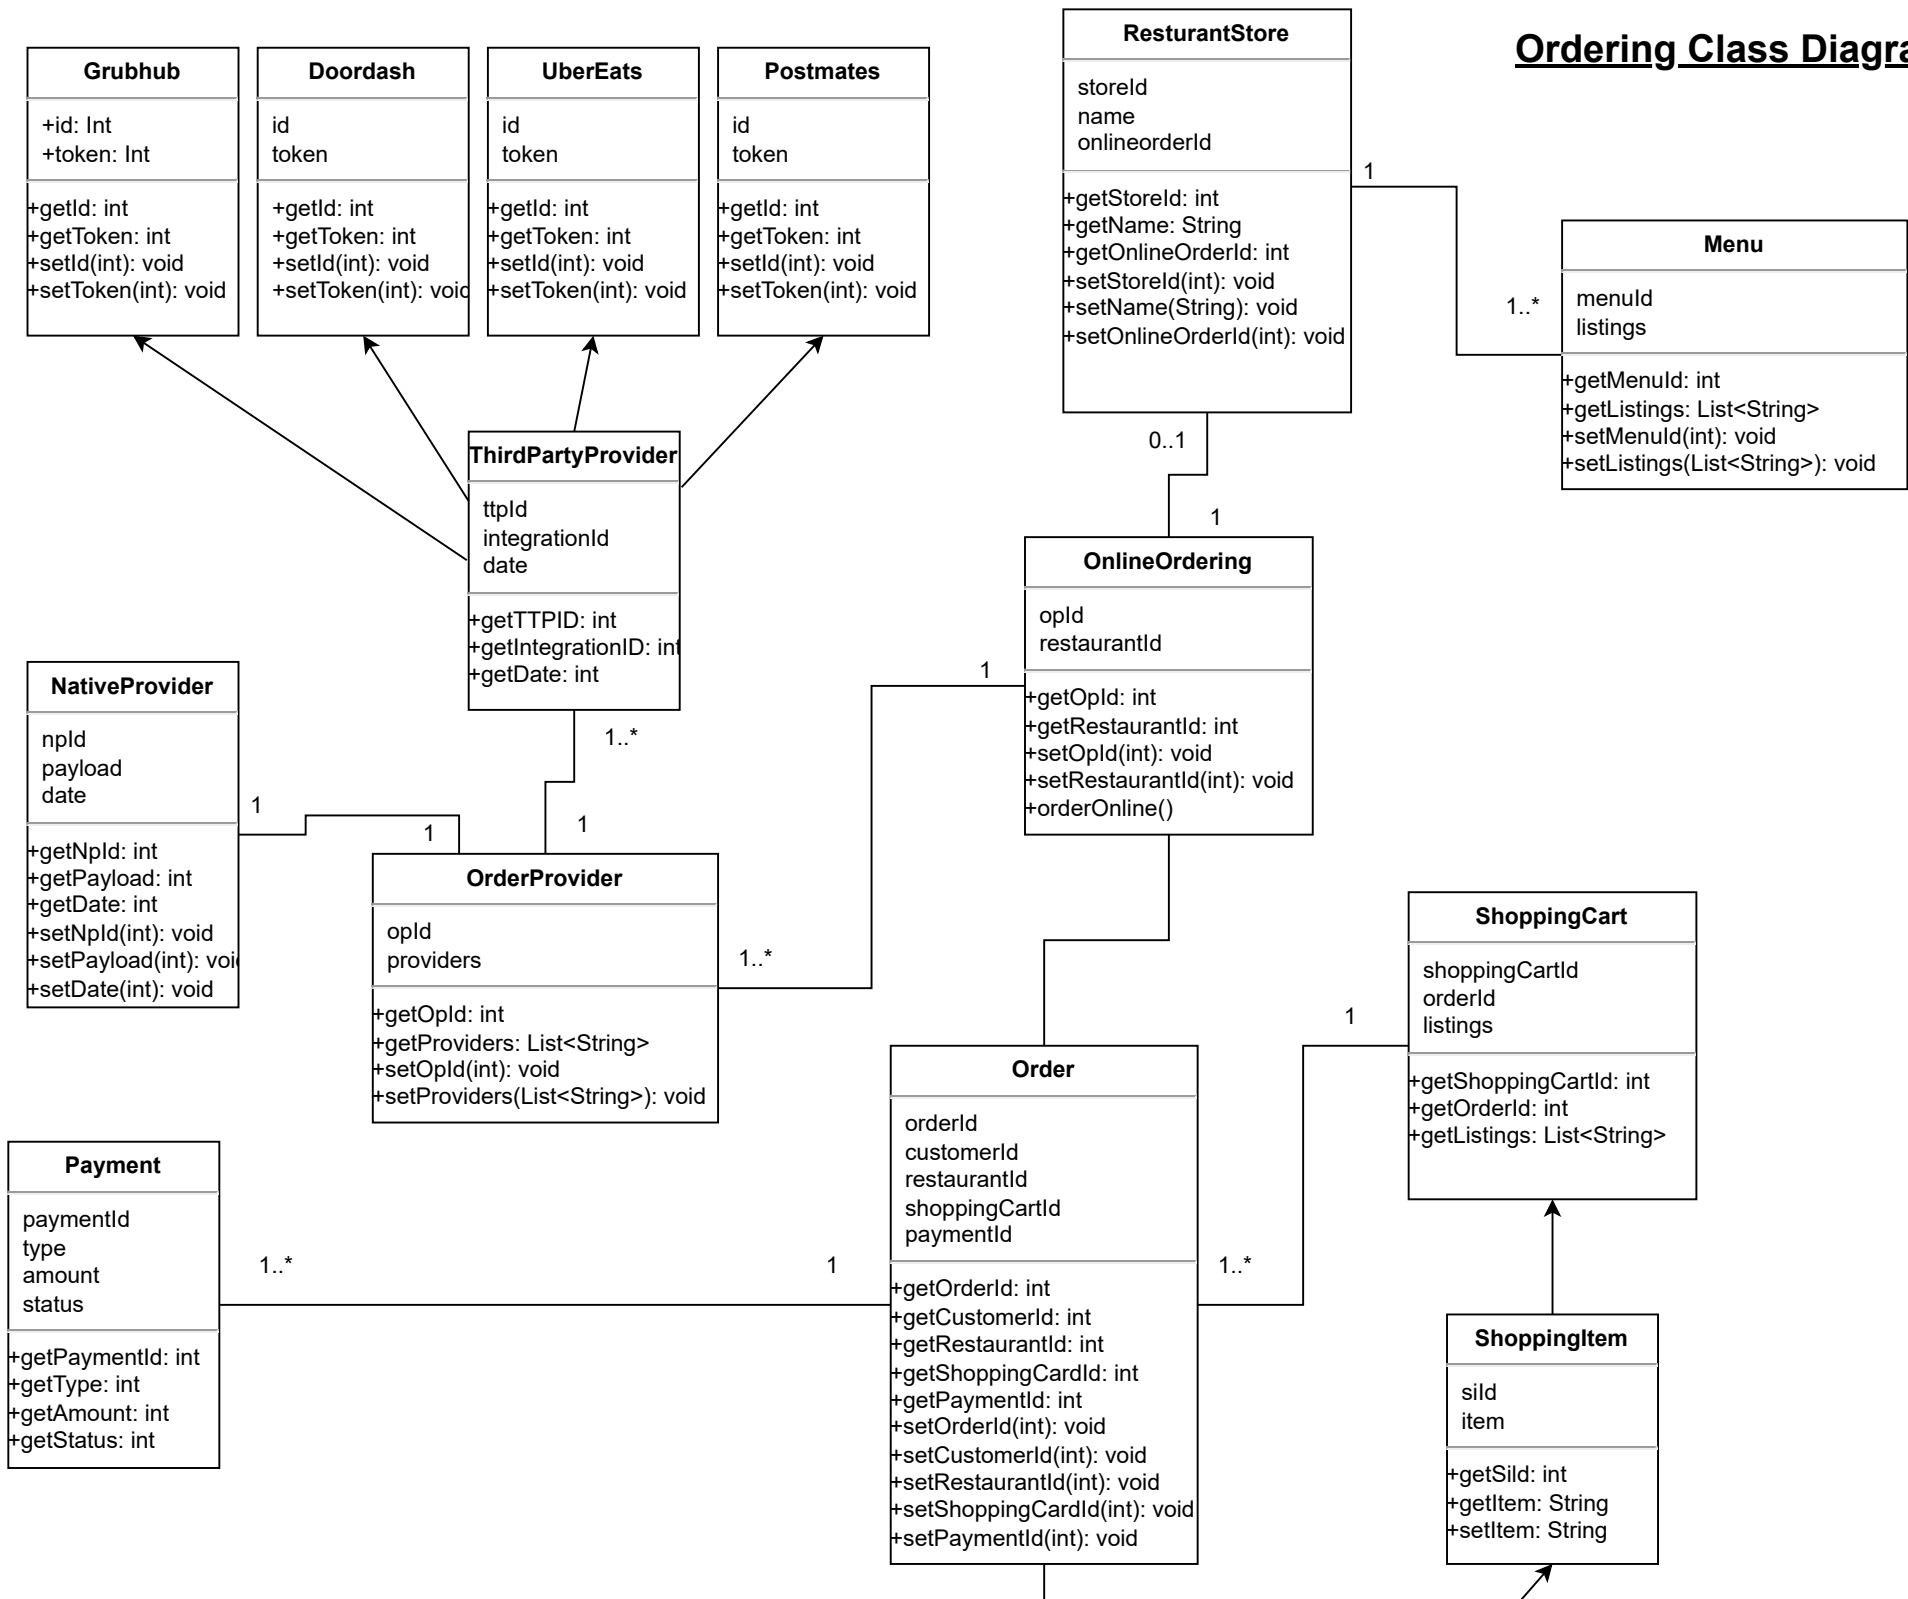 Ordering Class Diagra
Grubhub
+id: Int
+token: Int
+getId: int
+getToken: int
+setId(int): void
+setToken(int): void
Doordash
id
token
+getId: int
+getToken: int
+setId(int): void
+setToken(int): void
UberEats
id
token
+getId: int
+getToken: int
+setId(int): void
+setToken(int): void
Postmates
id
token
+getId: int
+getToken: int
+setId(int): void
+setToken(int): void
ResturantStore
storeId
name
onlineorderId
+getStoreId: int
+getName: String
+getOnlineOrderId: int
+setStoreId(int): void
+setName(String): void
+setOnlineOrderId(int): void
1
1..*
Menu
menuId
listings
+getMenuId: int
+getListings: List<String>
+setMenuId(int): void
+setListings(List<String>): void
0..1
1
ThirdPartyProvider
ttpId
integrationId
date
+getTTPID: int
+getIntegrationID: int
+getDate: int
1..*
1
OnlineOrdering
opId
restaurantId
+getOpId: int
+getRestaurantId: int
+setOpId(int): void
+setRestaurantId(int): void
+orderOnline()
1
1..*
NativeProvider
npId
payload
date
+getNpId: int
+getPayload: int
+getDate: int
+setNpId(int): void
+setPayload(int): voi
+setDate(int): void
1
1
OrderProvider
opId
providers
+getOpId: int
+getProviders: List<String>
+setOpId(int): void
+setProviders(List<String>): void
ShoppingCart
shoppingCartId
orderId
listings
+getShoppingCartId: int
+getOrderId: int
+getListings: List<String>
1
1..*
Order
orderId
customerId
restaurantId
shoppingCartId
paymentId
+getOrderId: int
+getCustomerId: int
+getRestaurantId: int
+getShoppingCardId: int
+getPaymentId: int
+setOrderId(int): void
+setCustomerId(int): void
+setRestaurantId(int): void
+setShoppingCardId(int): void
+setPaymentId(int): void
Payment
paymentId
type
amount
status
+getPaymentId: int
+getType: int
+getAmount: int
+getStatus: int
1..*
1
ShoppingItem
siId
item
+getSiId: int
+getItem: String
+setItem: String